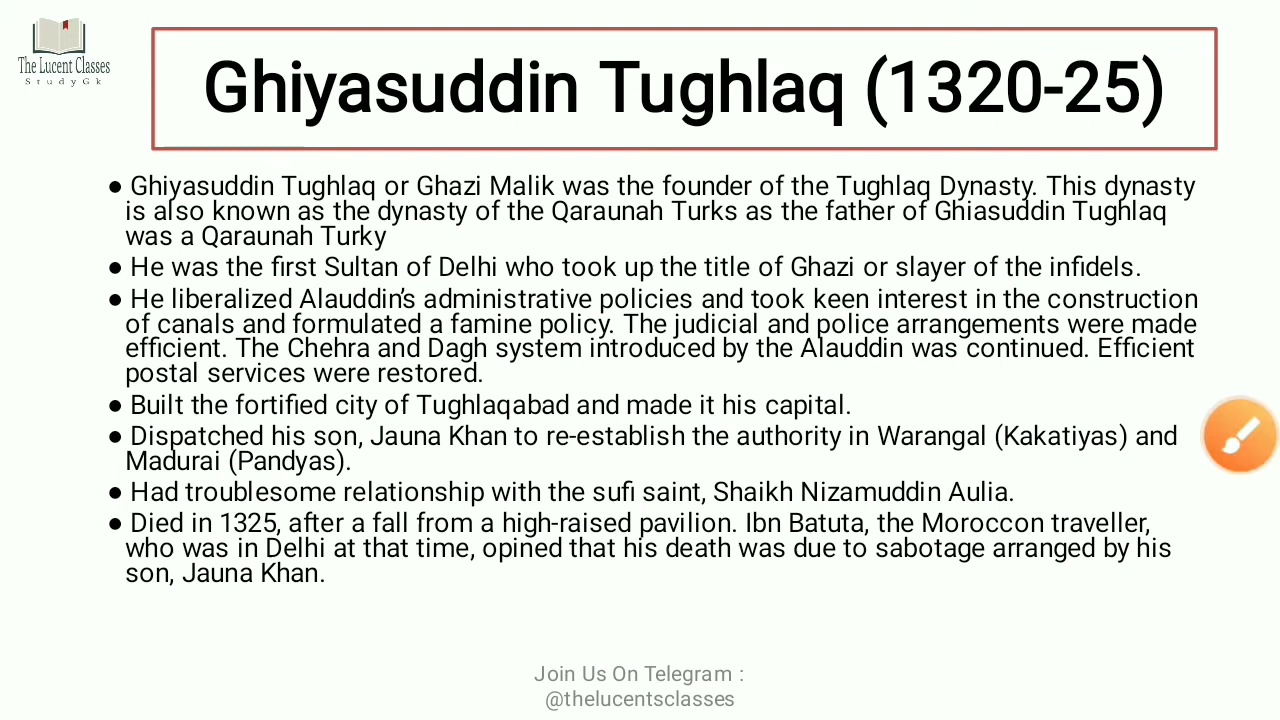 The Lucent Classes
StudyGk
Ghiyasuddin Tughlaq (1320-25)
● Ghiyasuddin Tughlaq or Ghazi Malik was the founder of the Tughlaq Dynasty. This dynasty
is also known as the dynasty of the Qaraunah Turks as the father of Ghiasuddin Tughlaq
was a Qaraunah Turky
● He was the first Sultan of Delhi who took up the title of Ghazi or slayer of the infidels.
● He liberalized Alauddin's administrative policies and took keen interest in the construction
of canals and formulated a famine policy. The judicial and police arrangements were made
efficient. The Chehra and Dagh system introduced by the Alauddin was continued. Efficient
postal services were restored.
● Built the fortified city of Tughlaqabad and made it his capital.
● Dispatched his son, Jauna Khan to re-establish the authority in Warangal (Kakatiyas) and
Madurai (Pandyas).
● Had troublesome relationship with the sufi saint, Shaikh Nizamuddin Aulia.
● Died in 1325, after a fall from a high-raised pavilion. Ibn Batuta, the Moroccon traveller,
who was in Delhi at that time, opined that his death was due to sabotage arranged by his
son, Jauna Khan.
Join Us On Telegram :
@thelucentsclasses